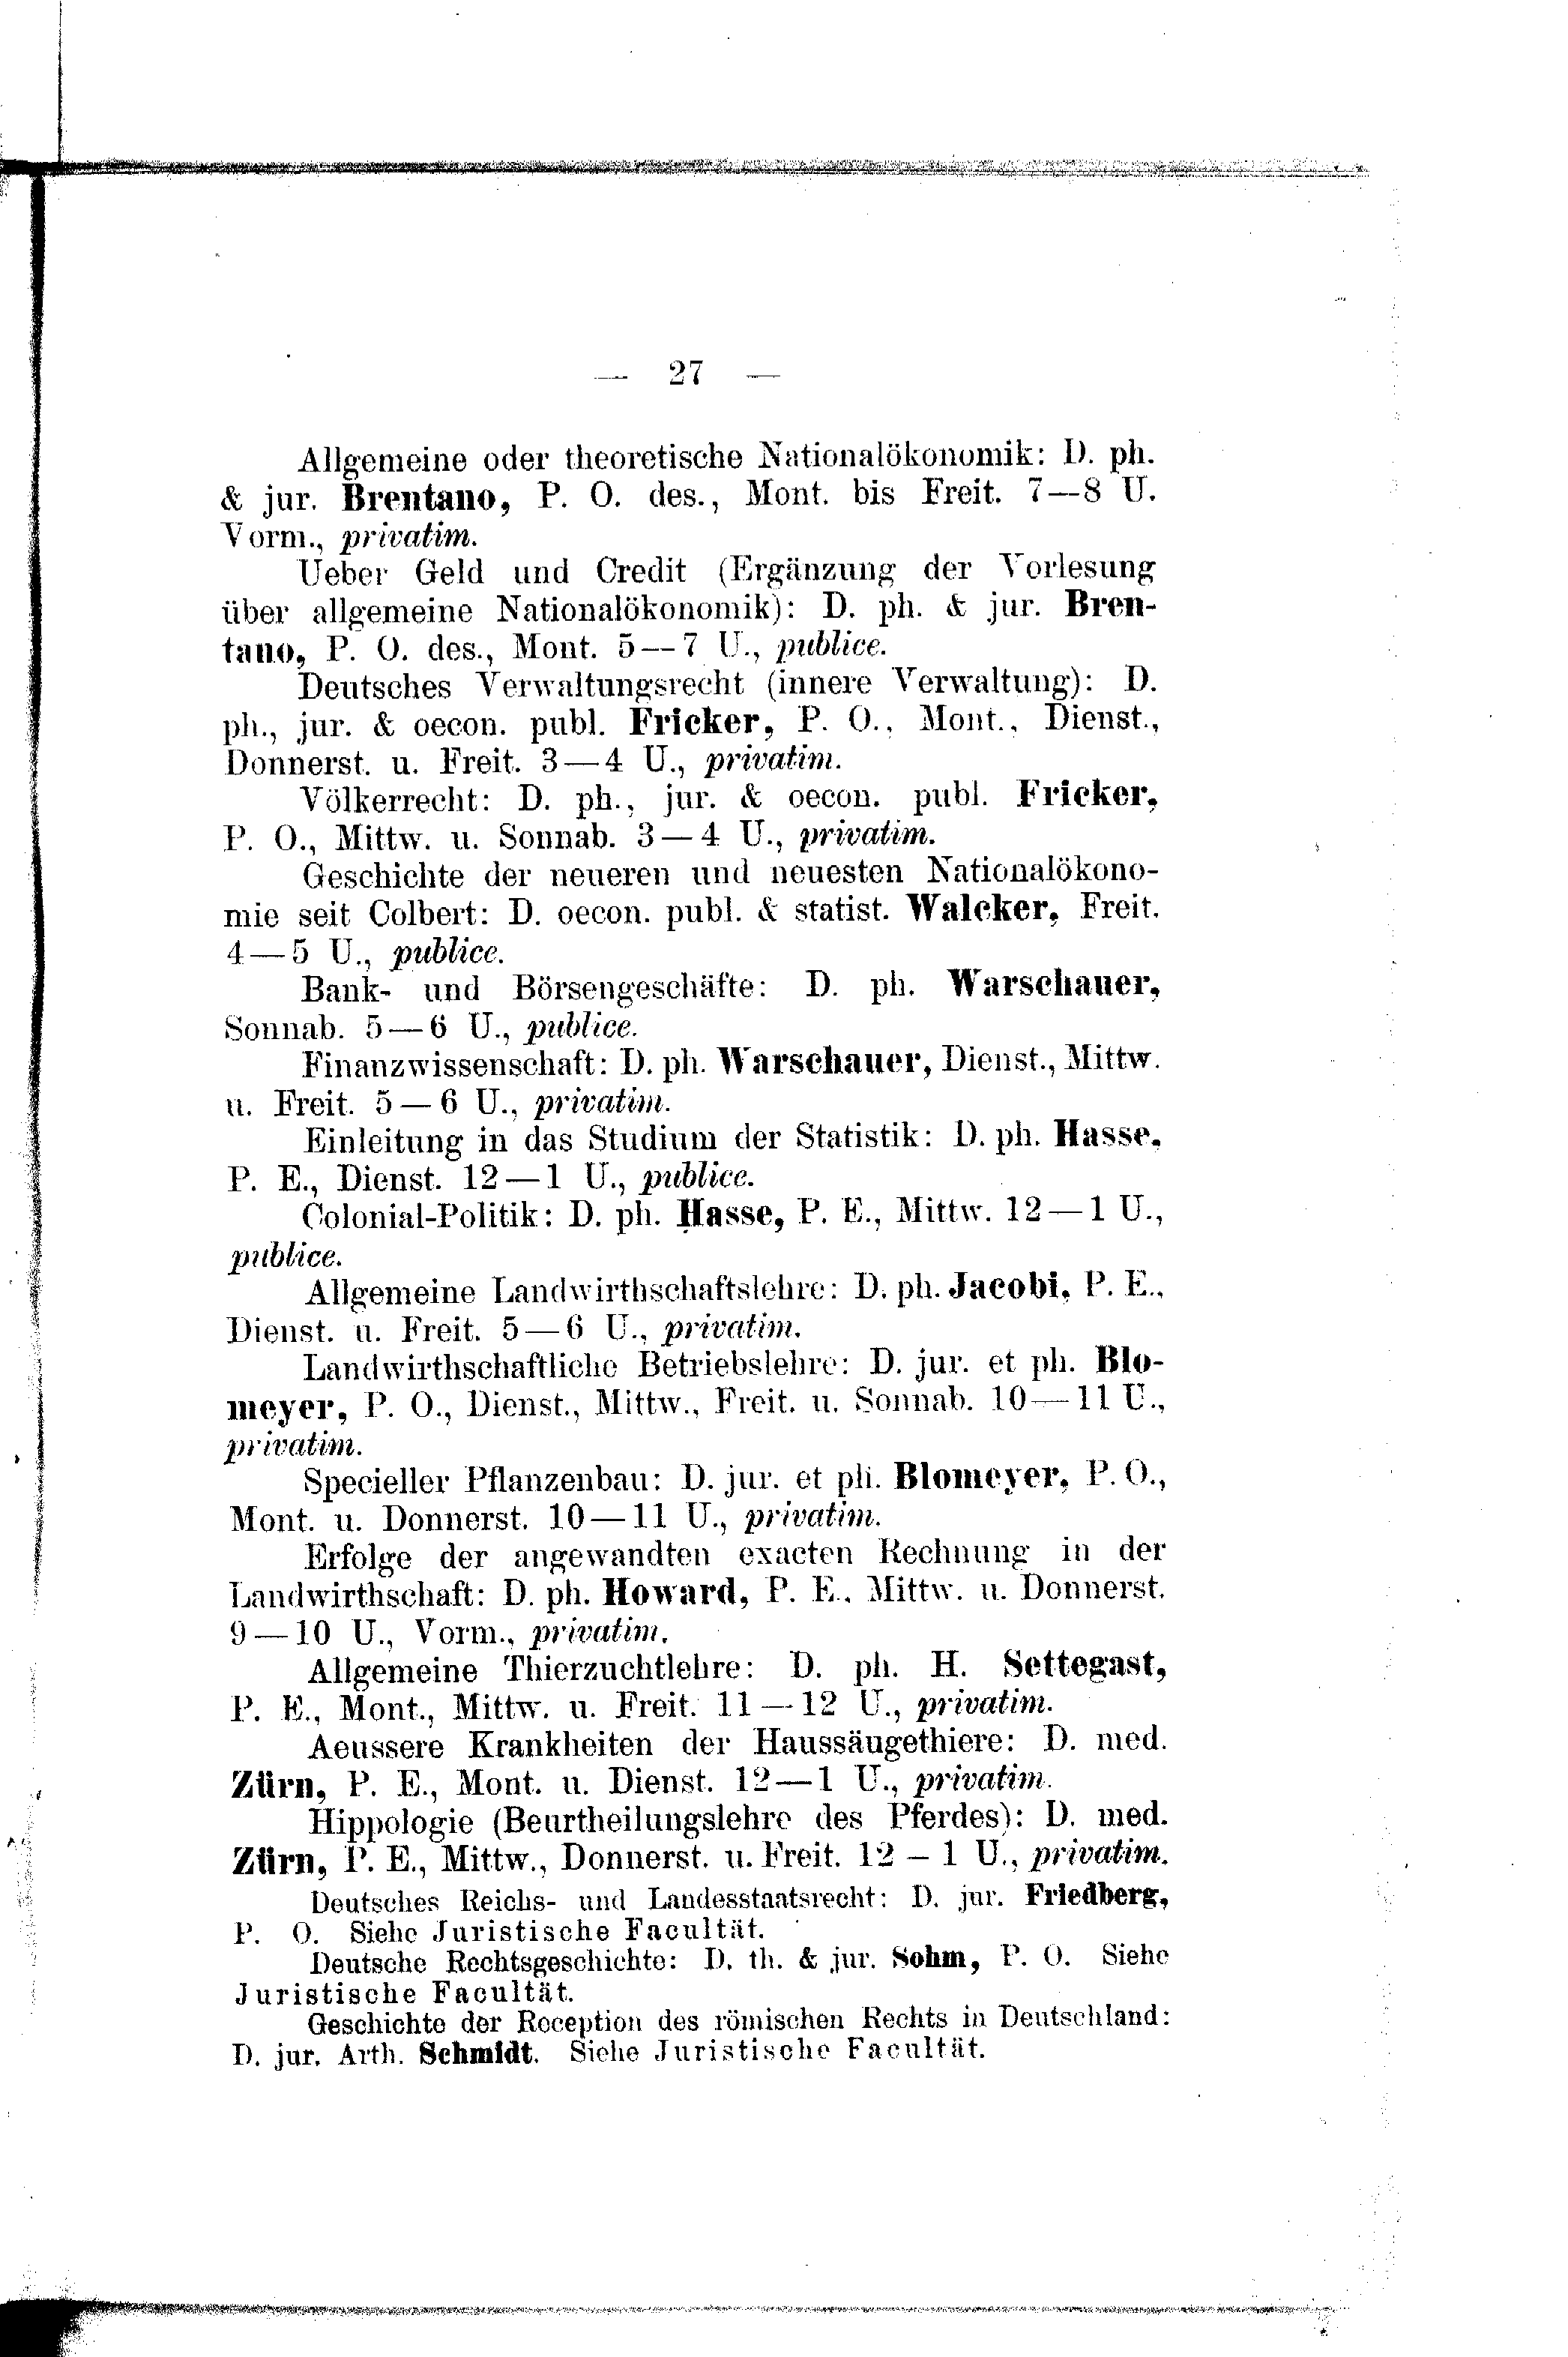 — 27 —
Allgemeine oder theoretische Nationalökonomik: D. ph.
& jur. Brentano, P. O. des., Mont. bis Freit. 7—8 U.
Vorm., privatim.
Ueber Geld und Credit (Ergänzung der Vorlesung
über allgemeine Nationalökonomik): D. ph. & jur. Bren-
tano, P. O. des., Mont. 5—7 U., publice.
Deutsches Verwaltungsrecht (innere Verwaltung): D.
ph., jur. & oecon. publ. Fricker, P. O., Mont., Dienst.,
Donnerst. u. Freit. 3—4 U., privatim.
Völkerrecht: D. ph., jur. & oecon. publ. Fricker,
P. O., Mittw. u. Sonnab. 3—4 U., privatim.
Geschichte der neueren und neuesten Nationalökono-
mie seit Colbert: D. oecon. publ. & statist. Walcker, Freit.
4—5 U., publice.
Bank- und Börsengeschäfte: D. ph. Warschauer,
Sonnab. 5—6 U., publice.
Finanzwissenschaft: D. ph. Warschauer, Dienst., Mittw.
u. Freit. 5—6 U., privatim.
Einleitung in das Studium der Statistik: D. ph. Hasse,
P. E., Dienst. 12—1 U., publice.
Colonial-Politik: D. ph. Hasse, P. E., Mittw. 12—1 U.,
publice.
Allgemeine Landwirthschaftslehre: D. ph. Jacobi, P. E.,
Dienst. u. Freit. 5—6 U., privatim.
Landwirthschaftliche Betriebslehre: D. jur. et ph. Blo-
meyer, P. O., Dienst., Mittw., Freit. u. Sonnab. 10—11 U.,
privatim.
Specieller Pflanzenbau: D. jur. et ph. Blomeyer, P. O.,
Mont. u. Donnerst. 10—11 U., privatim.
Erfolge der angewandten exacten Rechnung in der
Landwirthschaft: D. ph. Howard, P. E., Mittw. u. Donnerst.
9—10 U., Vorm., privatim.
Allgemeine Thierzuchtlehre: D. ph. H. Settegast,
P. E., Mont., Mittw. u. Freit. 11—12 U., privatim.
Aeussere Krankheiten der Haussäugethiere: D. med.
Zürn, P. E., Mont. u. Dienst. 12—1 U., privatim.
Hippologie (Beurtheilungslehre des Pferdes): D. med.
Zürn, P. E., Mittw., Donnerst. u. Freit. 12 – 1 U., privatim.
Deutsches Reichs- und Landesstaatsrecht: D. jur. Friedberg,
P. O. Siehe Juristische Facultät.
Deutsche Rechtsgeschichte: D. th. & jur. Sohm, P. O. Siehe
Juristische Facultät.
Geschichte der Reception des römischen Rechts in Deutschland:
D. jur. Arth. Schmidt. Siehe Juristische Facultät.